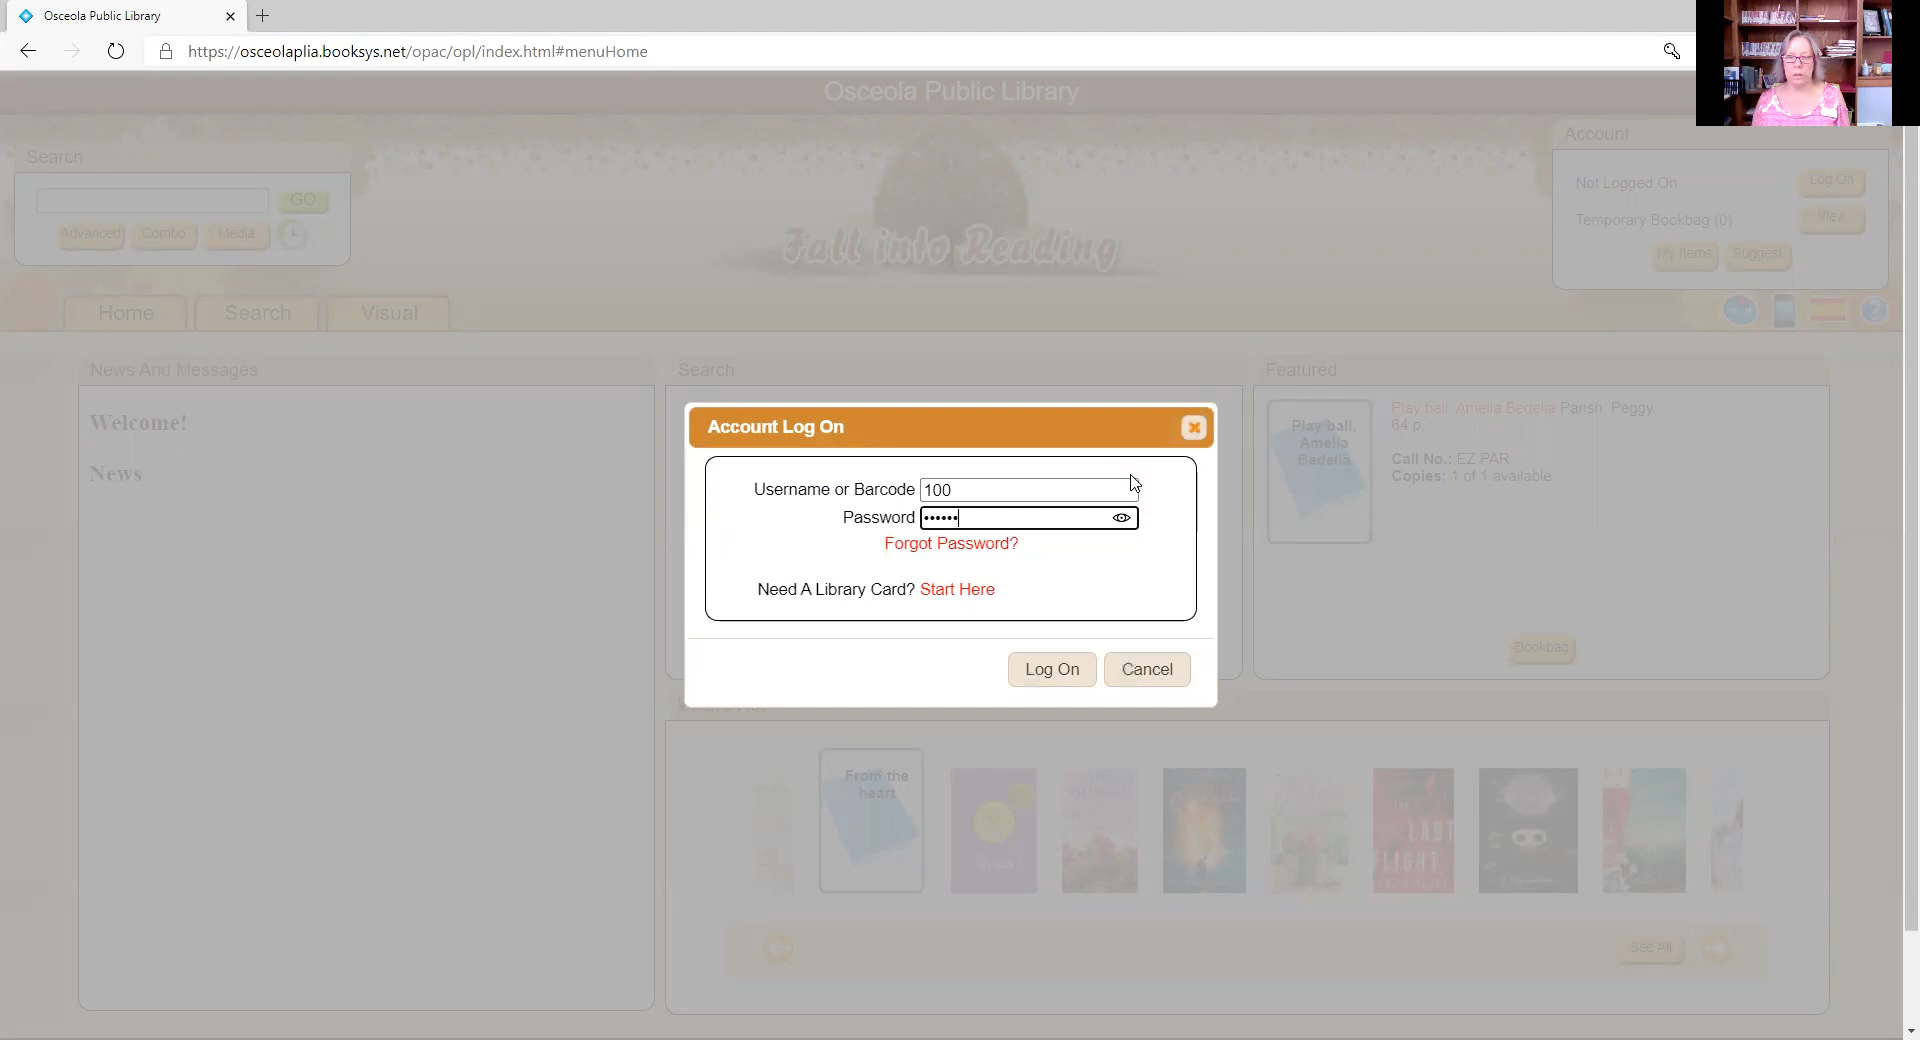 Osceola Public Library
https://osceolaplia.booksys.net/opac/opl/index.html#menuHome
Osceola Public Library
Search
GO
Advanced Combo Media
Fall into Reading
Account
Not Logged On Log On
Temporary Bookbag (0) View
My Items Suggest
Home Search Visual
News And Messages
Welcome!
News
Search
Featured
Play ball, Amelia Bedelia
Play ball, Amelia Bedelia Parish, Peggy
64 p.
Call No.: EZ PAR
Copies: 1 of 1 available
Bookbag
Account Log On
Username or Barcode 100
Password ••••••
Forgot Password?
Need A Library Card? Start Here
Log On Cancel
From the
heart
LAST
FLIGHT
See All